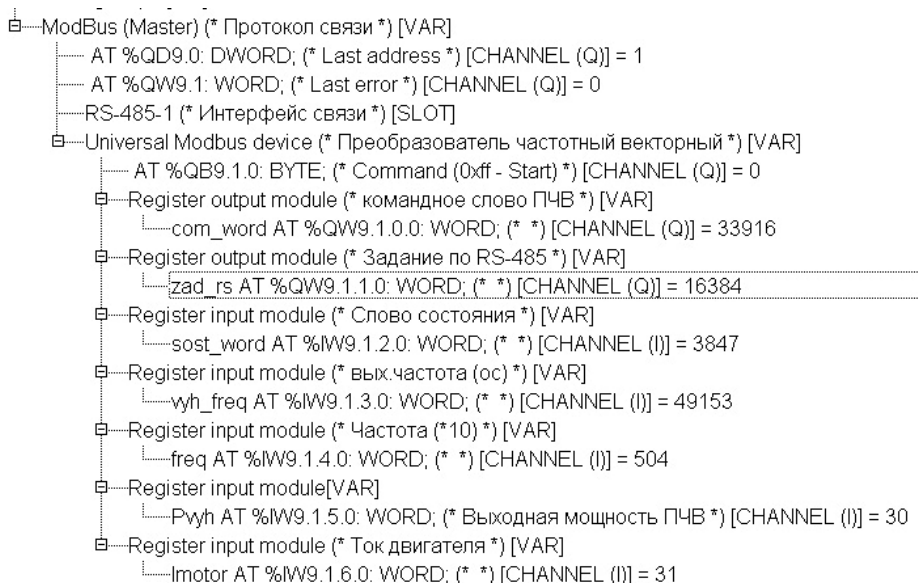 ModBus (Master) (* Протокол связи *) [VAR]
AT %QD9.0: DWORD; (* Last address *) [CHANNEL (Q)] = 1
AT %QW9.1: WORD; (* Last error *) [CHANNEL (Q)] = 0
RS-485-1 (* Интерфейс связи *) [SLOT]
Universal Modbus device (* Преобразователь частотный векторный *) [VAR]
AT %QB9.1.0: BYTE; (* Command (0xff - Start) *) [CHANNEL (Q)] = 0
Register output module (* командное слово ПЧВ *) [VAR]
com_word AT %QW9.1.0.0: WORD; (* *) [CHANNEL (Q)] = 33916
Register output module (* Задание по RS-485 *) [VAR]
zad_rs AT %QW9.1.1.0: WORD; (* *) [CHANNEL (Q)] = 16384
Register input module (* Слово состояния *) [VAR]
sost_word AT %IW9.1.2.0: WORD; (* *) [CHANNEL (I)] = 3847
Register input module (* вых.частота (ос) *) [VAR]
vyh_freq AT %IW9.1.3.0: WORD; (* *) [CHANNEL (I)] = 49153
Register input module (* Частота (*10) *) [VAR]
freq AT %IW9.1.4.0: WORD; (* *) [CHANNEL (I)] = 504
Register input module[VAR]
Pvyh AT %IW9.1.5.0: WORD; (* Выходная мощность ПЧВ *) [CHANNEL (I)] = 30
Register input module (* Ток двигателя *) [VAR]
Imotor AT %IW9.1.6.0: WORD; (* *) [CHANNEL (I)] = 31